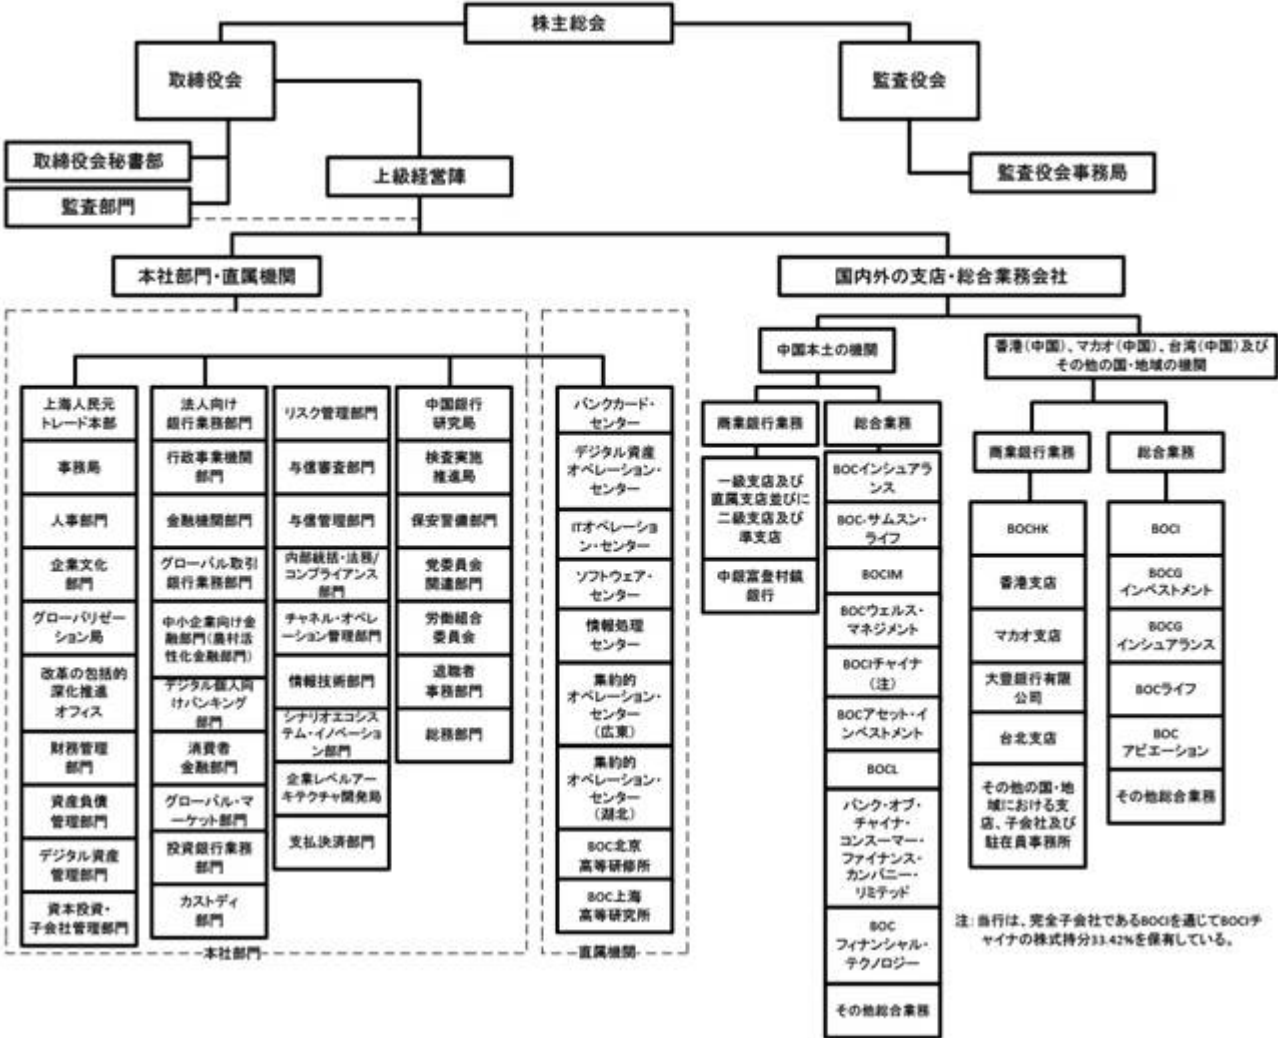 株主総会
取締役会
監査役会
取締役会秘書部
監査部門
上級経営陣
監査役会事務局
本社部門・直属機関
国内外の支店・総合業務会社
中国本土の機関
香港(中国)、マカオ(中国)、台湾(中国)及び
その他の国・地域の機関
上海人民元
トレード本部
事務局
人事部門
企業文化
部門
グローバリゼー
ション局
改革の包括的
深化推進
オフィス
財務管理
部門
資産負債
管理部門
デジタル資産
管理部門
資本投資・
子会社管理部門
法人向け
銀行業務部門
行政事業機関
部門
金融機関部門
グローバル取引
銀行業務部門
中小企業向け金
融部門(農村活
性化金融部門)
デジタル個人向
けバンキング
部門
消費者
金融部門
グローバル・マ
ーケット部門
投資銀行業務
部門
カストディ
部門
リスク管理部門
与信審査部門
与信管理部門
内部統括・法務/
コンプライアンス
部門
チャネル・オペレ
ーション管理部門
情報技術部門
シナリオエコシス
テム・イノベーショ
ン部門
企業レベルアー
キテクチャ開発局
支払決済部門
中国銀行
研究局
検査実施
推進局
保安警備部門
党委員会
関連部門
労働組合
委員会
退職者
事務部門
総務部門
本社部門
バンクカード・
センター
デジタル資産
オペレーション・
センター
ITオペレーショ
ン・センター
ソフトウェア・
センター
情報処理
センター
集約的
オペレーション・
センター
(広東)
集約的
オペレーション・
センター
(湖北)
BOC北京
高等研修所
BOC上海
高等研究所
直属機関
商業銀行業務
一級支店及び
直属支店並びに
二級支店及び
準支店
中銀富登村鎮
銀行
総合業務
BOCインシュアラ
ンス
BOC-サムスン・
ライフ
BOCIM
BOCウェルス・
マネジメント
BOCIチャイナ
(注)
BOCアセット・イ
ンベストメント
BOCL
バンク・オブ・
チャイナ・
コンスーマー・
ファイナンス・
カンパニー・
リミテッド
BOC
フィナンシャル・
テクノロジー
その他総合業務
商業銀行業務
BOCHK
香港支店
マカオ支店
大豊銀行有限
公司
台北支店
その他の国・地
域における支
店、子会社及び
駐在員事務所
総合業務
BOCI
BOCG
インベストメント
BOCG
インシュアランス
BOCライフ
BOC
アビエーション
その他総合業務
注：当行は、完全子会社であるBOCIを通じてBOCIチ
ャイナの株式持分33.42%を保有している。